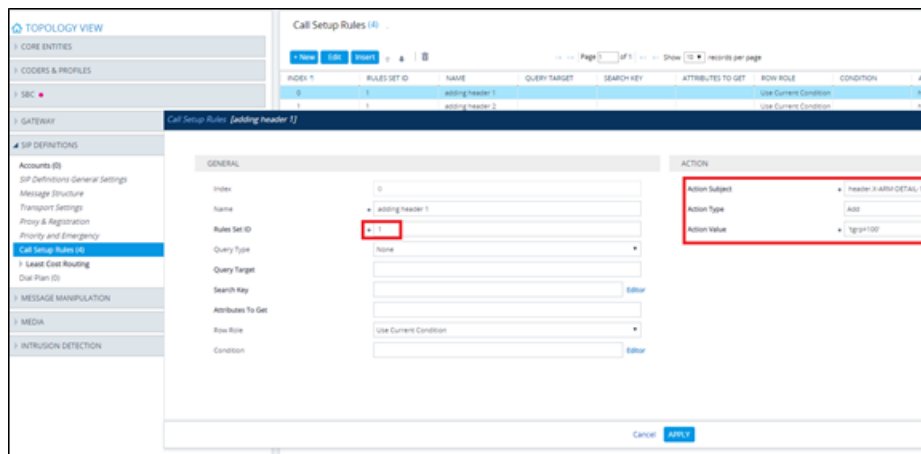 TOPOLOGY VIEW
CORE ENTITIES
CODERS & PROFILES
SBC
GATEWAY
SIP DEFINITIONS
Accounts (0)
SIP Definitions General Settings
Message Structure
Transport Settings
Proxy & Registration
Priority and Emergency
Call Setup Rules (4)
Least Cost Routing
Dial Plan (0)
MESSAGE MANIPULATION
MEDIA
INTRUSION DETECTION
Call Setup Rules (4)
+ New Edit Insert Page 1 of 1 Show 10 records per page
INDEX RULES SET ID NAME QUERY TARGET SEARCH KEY ATTRIBUTES TO GET ROW ROLE CONDITION
0 1 adding header 1 Use Current Condition
1 1 adding header 2 Use Current Condition
Call Setup Rules [adding header 1]
GENERAL
Index 0
Name adding header 1
Rules Set ID 1
Query Type None
Query Target
Search Key Editor
Attributes To Get
Row Role Use Current Condition
Condition Editor
ACTION
Action Subject header.X-ARM-DETAIL-
Action Type Add
Action Value 'tgrp=100'
Cancel APPLY